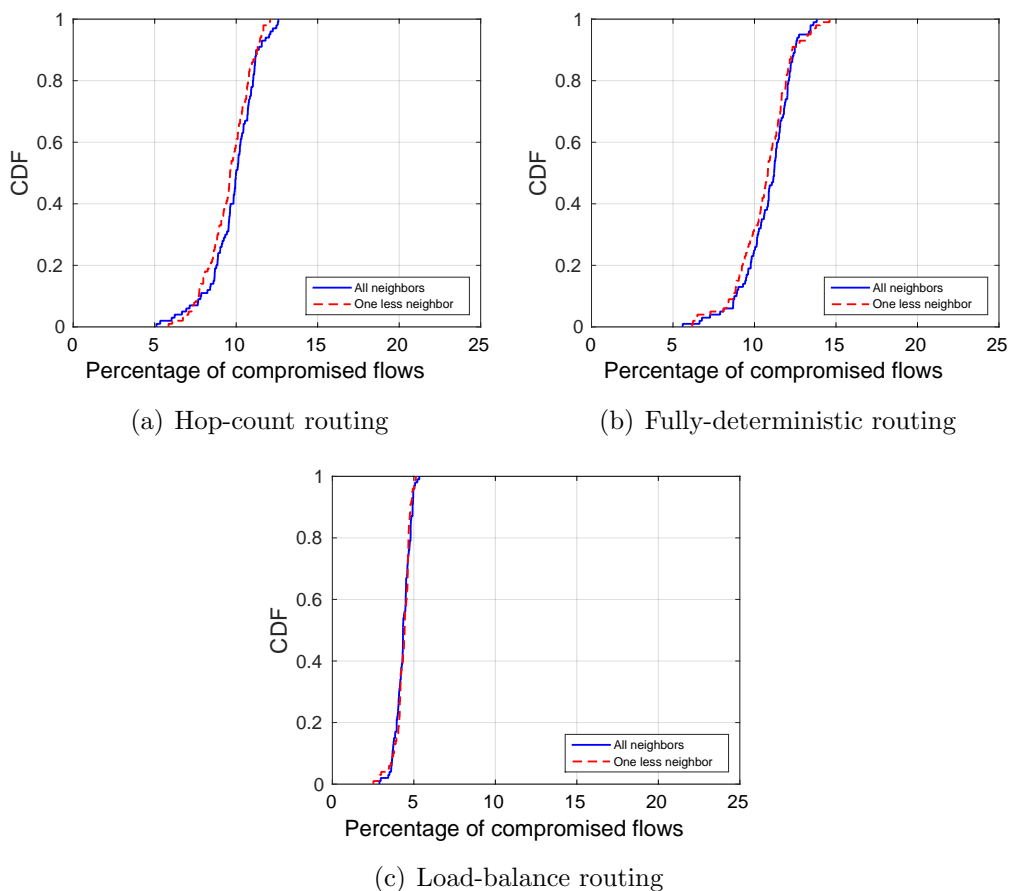 1
0.8
0.6
0.4
0.2
0
CDF
All neighbors
One less neighbor
0 5 10 15 20 25
Percentage of compromised flows
(a) Hop-count routing
1
0.8
0.6
0.4
0.2
0
CDF
All neighbors
One less neighbor
0 5 10 15 20 25
Percentage of compromised flows
(b) Fully-deterministic routing
1
0.8
0.6
0.4
0.2
0
CDF
All neighbors
One less neighbor
0 5 10 15 20 25
Percentage of compromised flows
(c) Load-balance routing